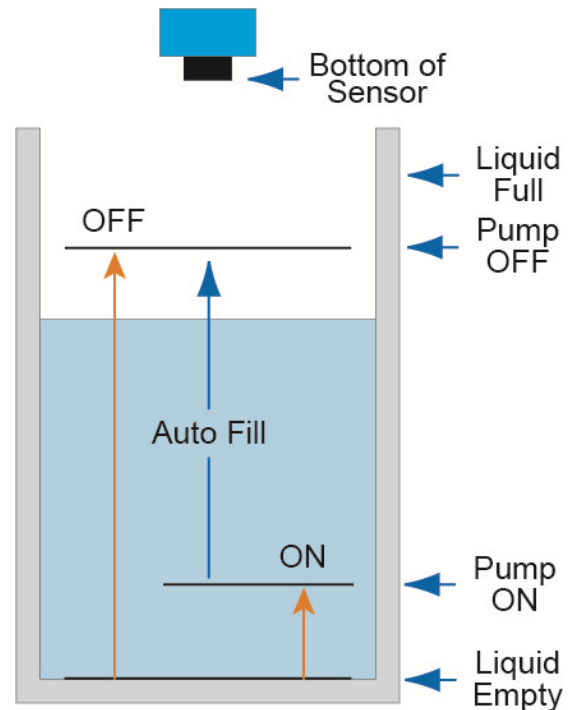 Bottom of
Sensor
Liquid
Full
OFF
Pump
OFF
Auto Fill
ON
Pump
ON
Liquid
Empty